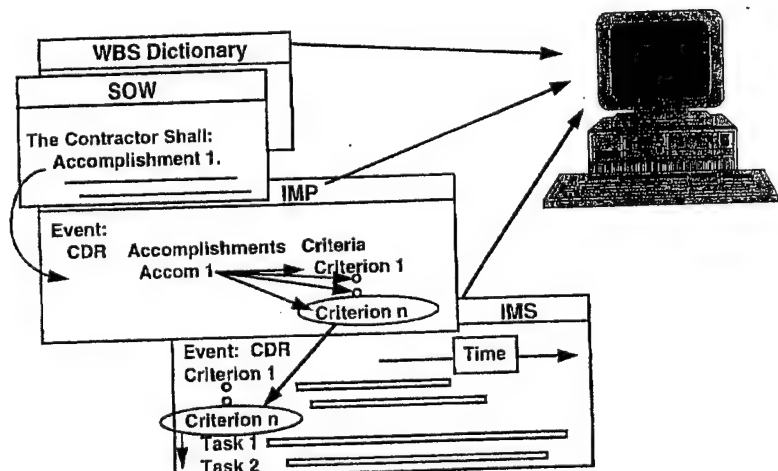 WBS Dictionary
SOW
The Contractor Shall:
Accomplishment 1.
IMP
Event:
CDR Accomplishments Criteria
Accom 1 Criterion 1
Criterion n
IMS
Event: CDR
Time
Criterion 1
Criterion n
Task 1
Task 2